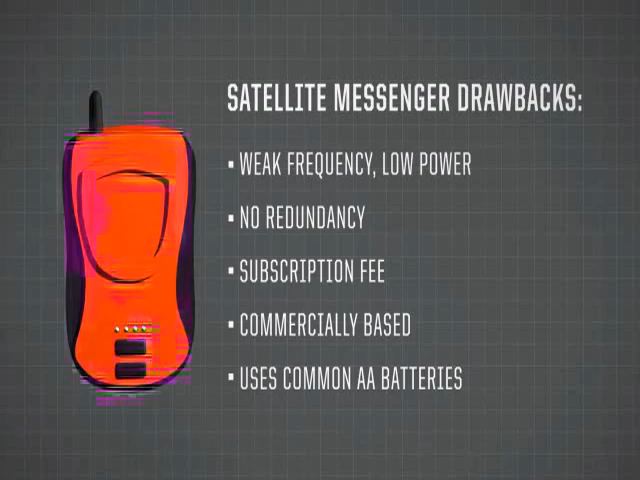 SATELLITE MESSENGER DRAWBACKS:
▪ WEAK FREQUENCY, LOW POWER
▪ NO REDUNDANCY
▪ SUBSCRIPTION FEE
▪ COMMERCIALLY BASED
▪ USES COMMON AA BATTERIES